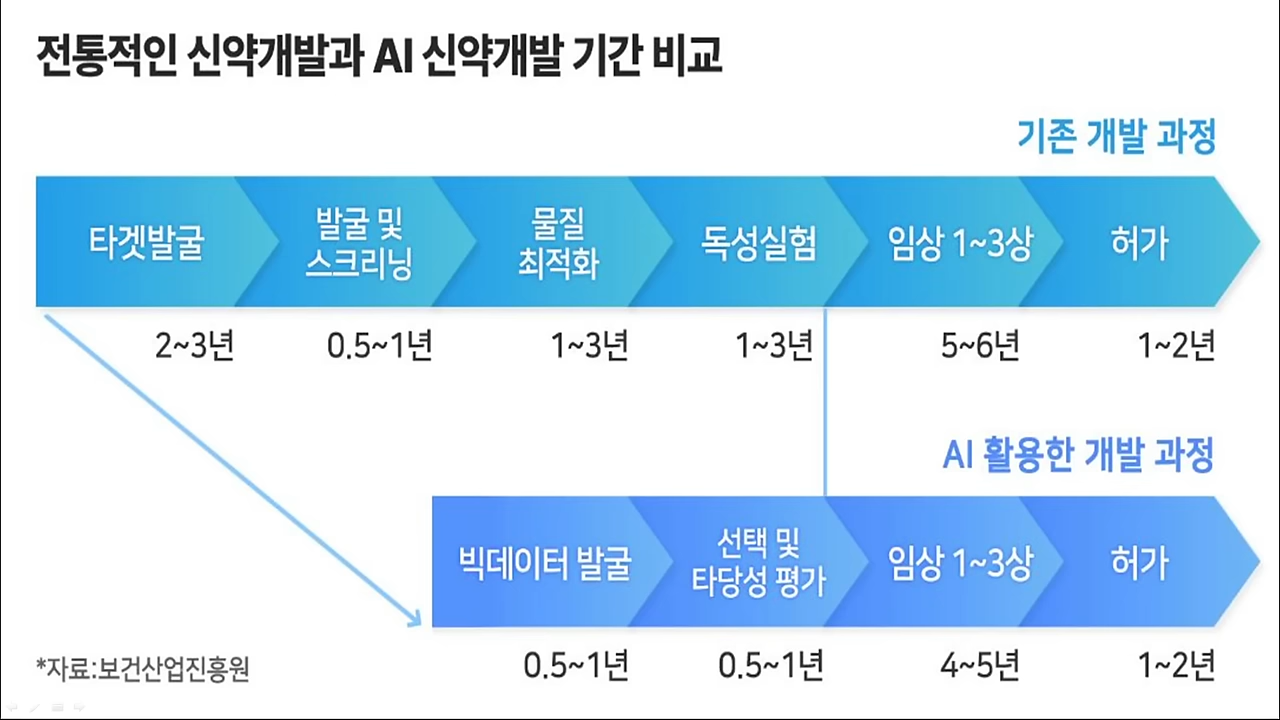 전통적인 신약개발과 AI 신약개발 기간 비교
기존 개발 과정
타겟발굴
발굴 및
스크리닝
물질
최적화
독성실험
임상 1~3상
허가
2~3년
0.5~1년
1~3년
1~3년
5~6년
1~2년
AI 활용한 개발 과정
빅데이터 발굴
선택 및
타당성 평가
임상 1~3상
허가
0.5~1년
0.5~1년
4~5년
1~2년
*자료:보건산업진흥원